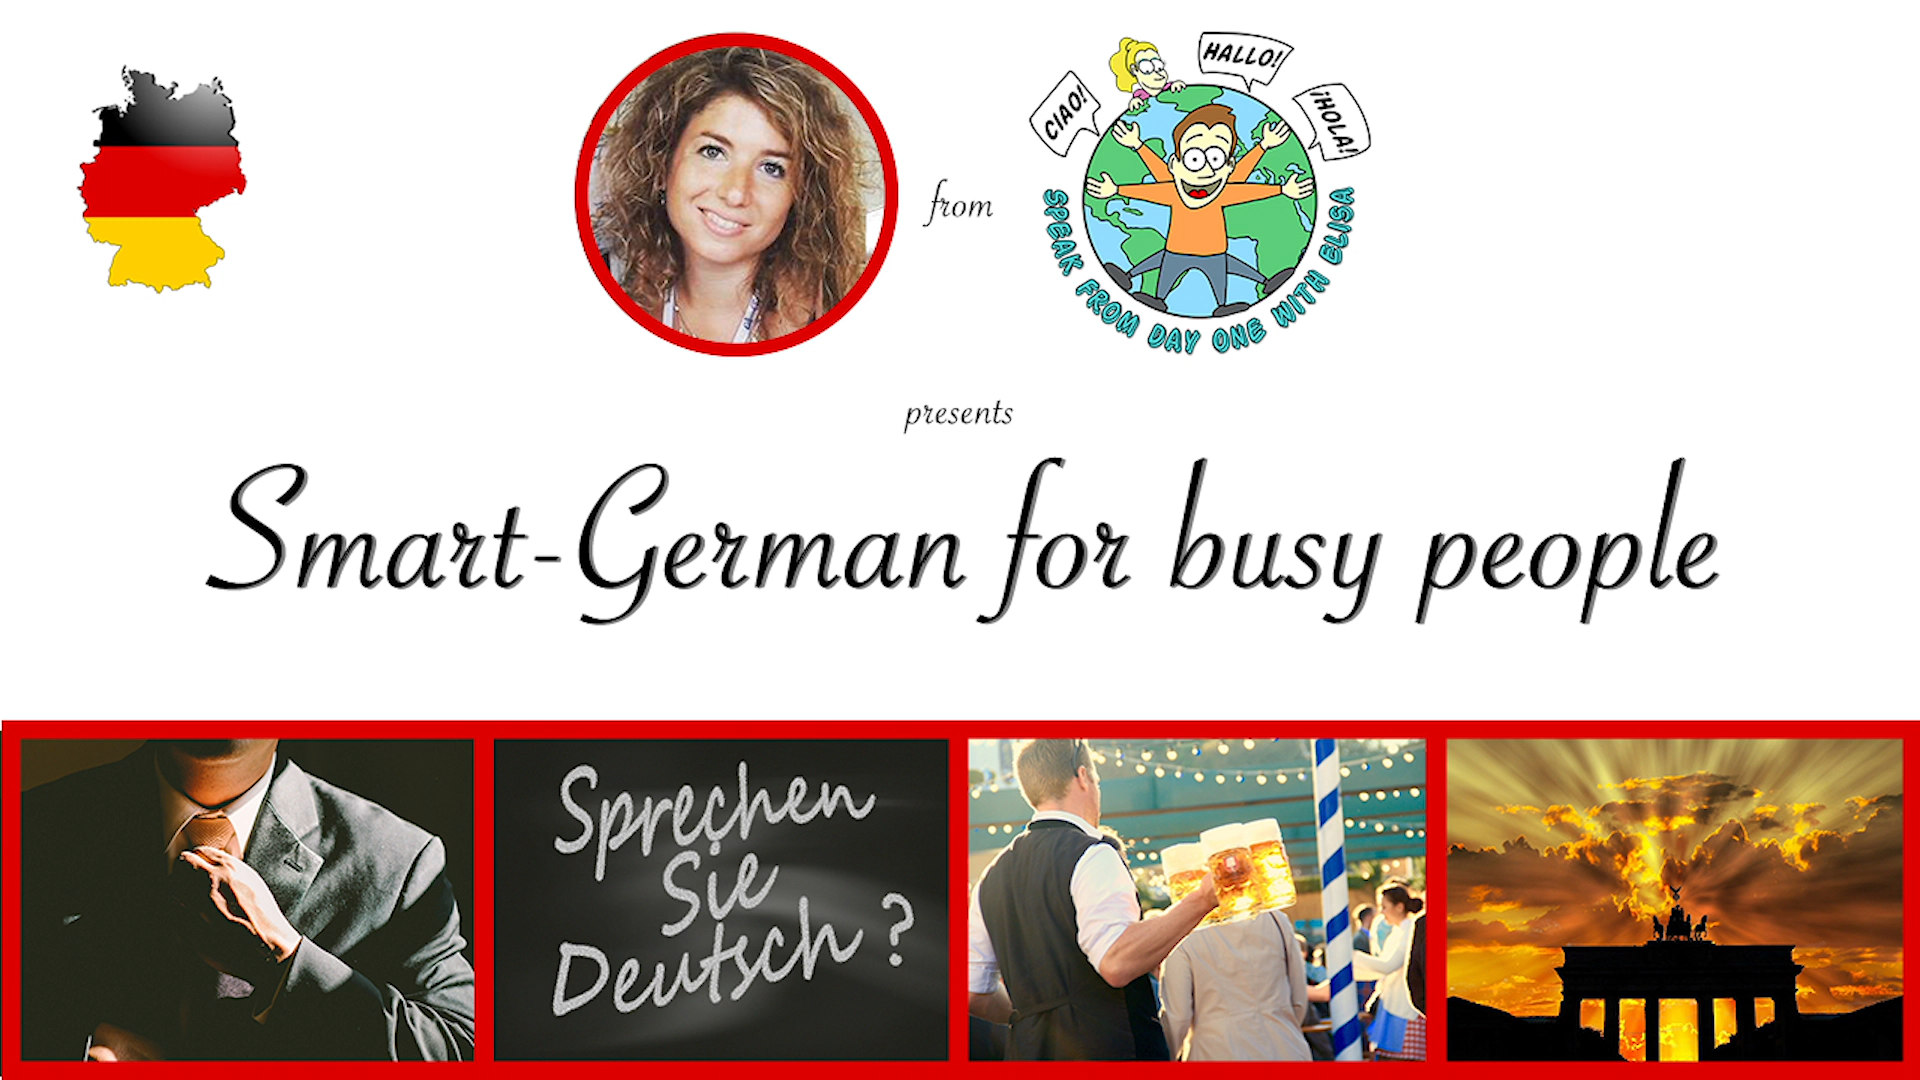 CIAO!
HALLO!
¡HOLA!
from
SPEAK FROM DAY ONE WITH ELISA
presents
Smart-German for busy people
Sprechen
Sie
Deutsch ?